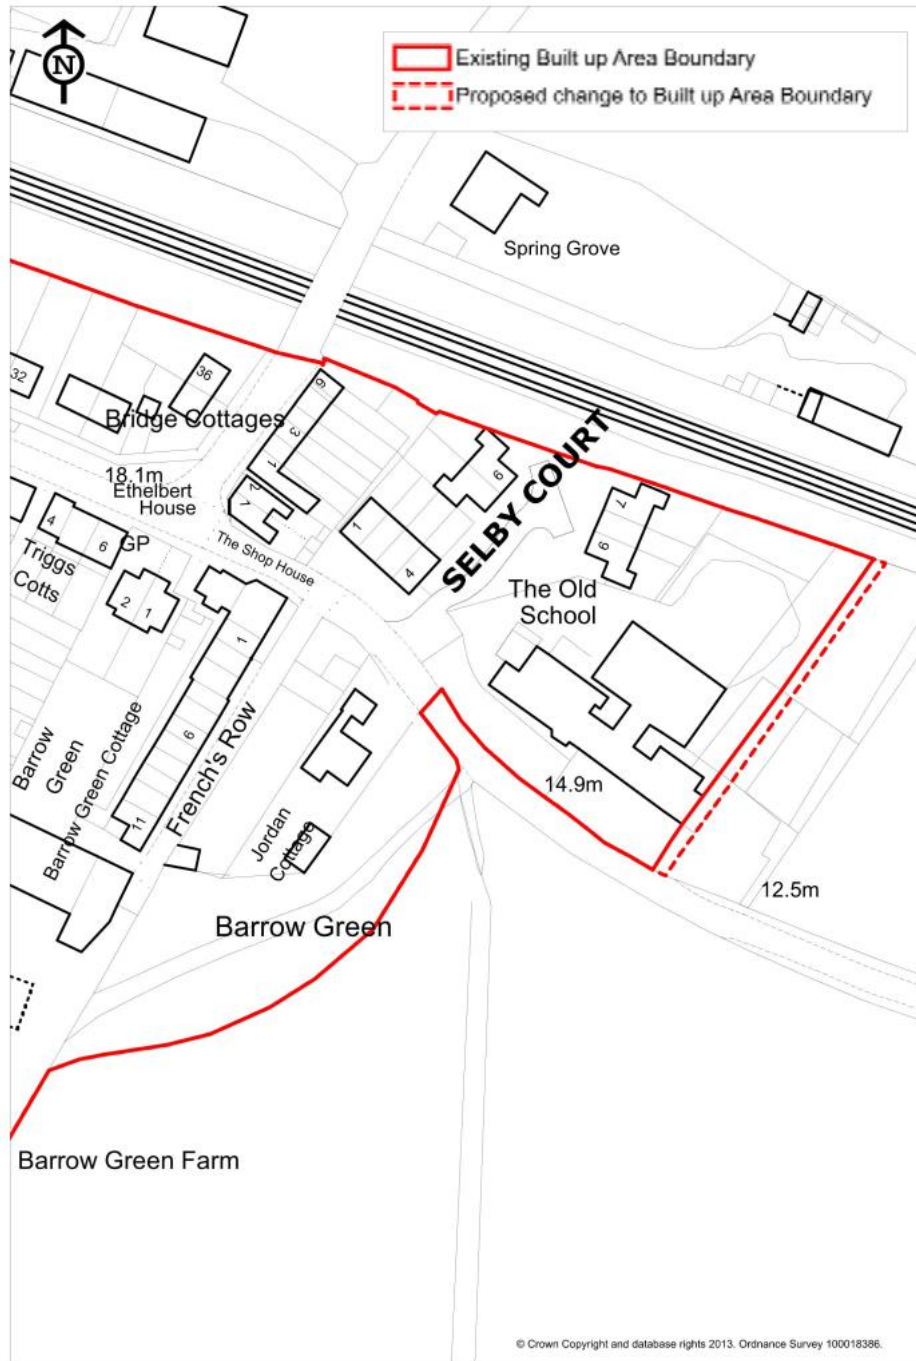 N
Existing Built up Area Boundary
Proposed change to Built up Area Boundary
Spring Grove
32
36
Bridge Cottages
6
3
1
18.1m
Ethelbert
House
2
7
The Shop House
1
4
6
SELBY COURT
7
6
The Old
School
4
6
GP
Triggs
Cotts
2
1
1
6
11
French's Row
Barrow
Green
Barrow Green Cottage
Jordan
Cottage
14.9m
12.5m
Barrow Green
Barrow Green Farm
© Crown Copyright and database rights 2013. Ordnance Survey 100018386.